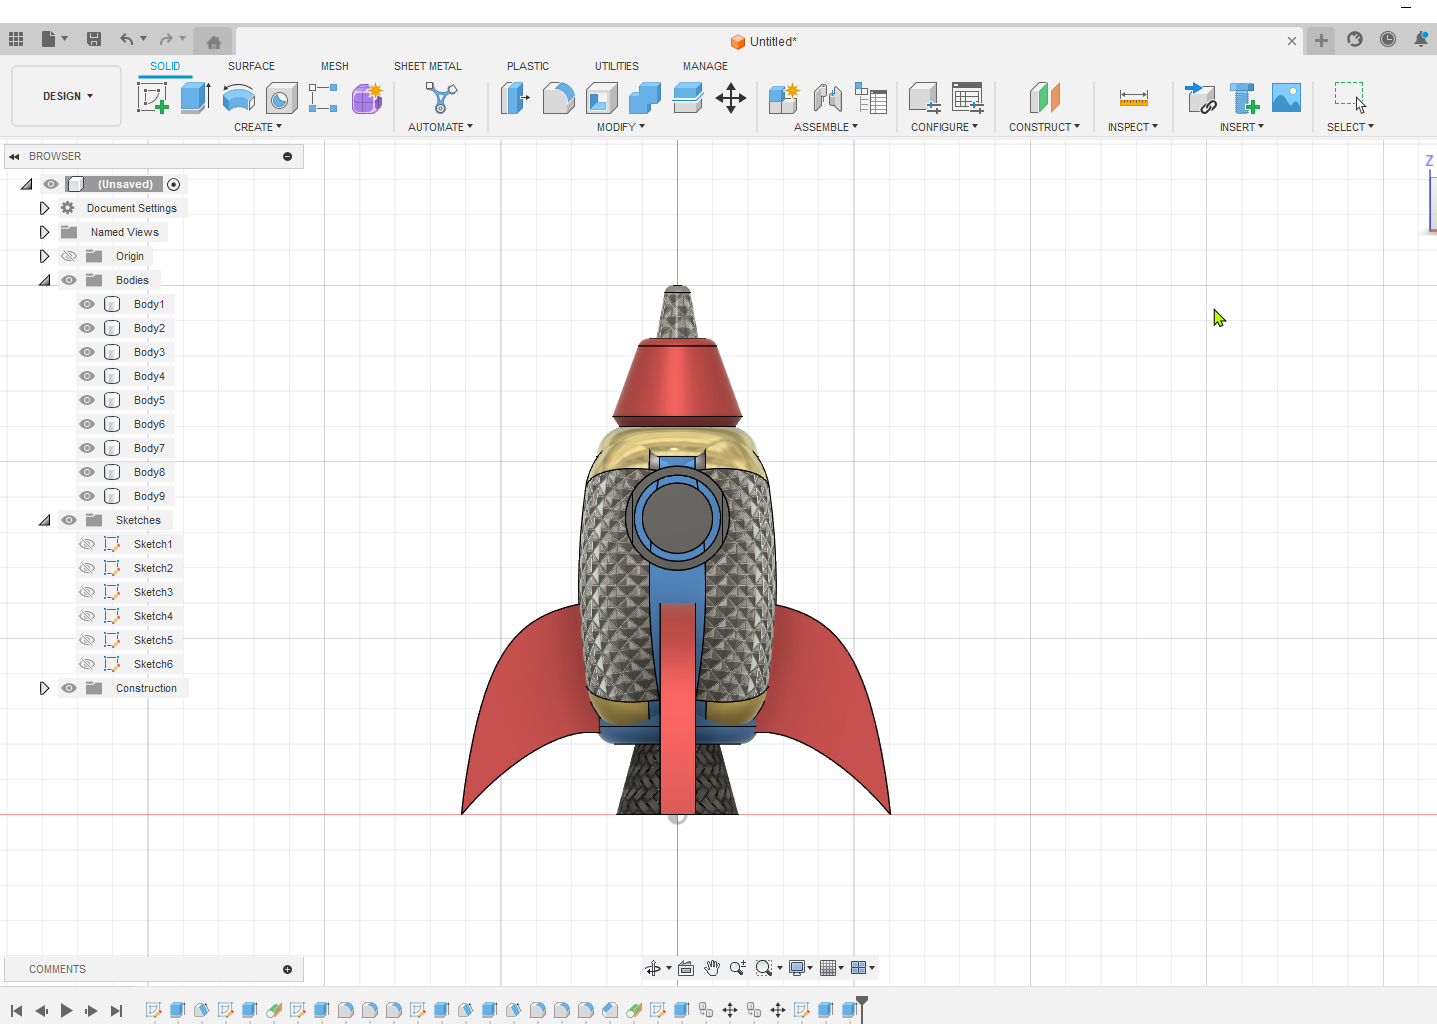 Untitled*
SOLID SURFACE MESH SHEET METAL PLASTIC UTILITIES MANAGE
DESIGN
CREATE AUTOMATE MODIFY ASSEMBLE CONFIGURE CONSTRUCT INSPECT INSERT SELECT
BROWSER
Z
(Unsaved)
Document Settings
Named Views
Origin
Bodies
Body1
Body2
Body3
Body4
Body5
Body6
Body7
Body8
Body9
Sketches
Sketch1
Sketch2
Sketch3
Sketch4
Sketch5
Sketch6
Construction
COMMENTS